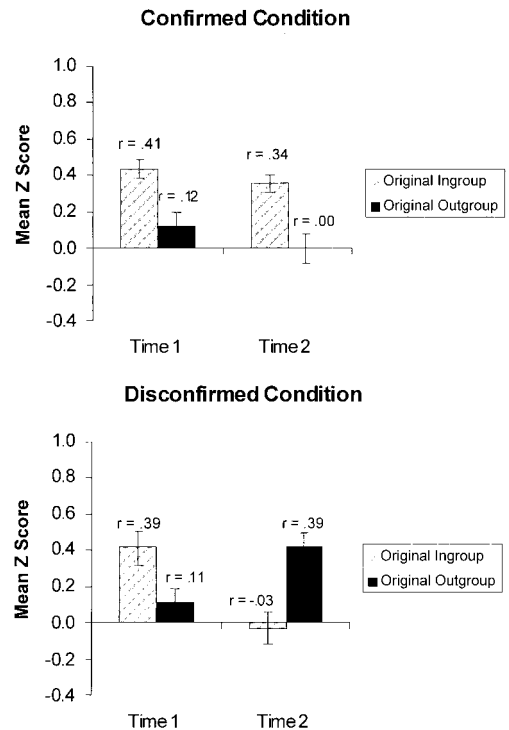 Confirmed Condition
1.0
0.8
0.6
0.4
0.2
0.0
-0.2
-0.4
Mean Z Score
r = .41
r = .12
r = .34
r = .00
Time 1
Time 2
Original Ingroup
Original Outgroup
Disconfirmed Condition
1.0
0.8
0.6
0.4
0.2
0.0
-0.2
-0.4
Mean Z Score
r = .39
r = .11
r = -.03
r = .39
Time 1
Time 2
Original Ingroup
Original Outgroup